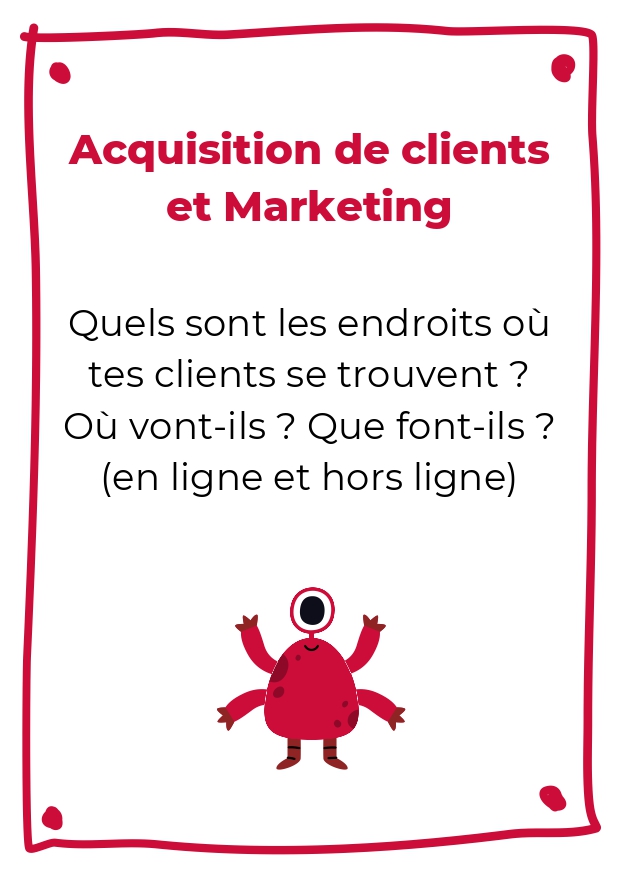 Acquisition de clients
et Marketing
Quels sont les endroits où
tes clients se trouvent ?
Où vont-ils ? Que font-ils ?
(en ligne et hors ligne)